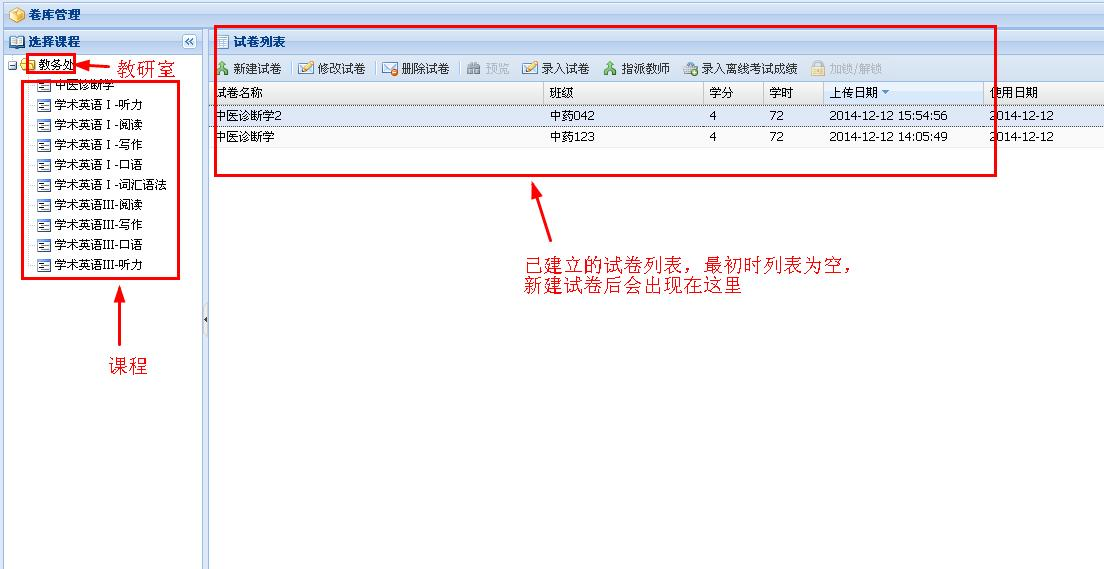 卷库管理
选择课程
试卷列表
教务处
教研室
新建试卷 修改试卷 删除试卷 预览 录入试卷 指派教师 录入离线考试成绩 加锁/解锁
中医诊断学
学术英语Ⅰ-听力
学术英语Ⅰ-阅读
学术英语Ⅰ-写作
学术英语Ⅰ-口语
学术英语Ⅰ-词汇语法
学术英语III-阅读
学术英语III-写作
学术英语III-口语
学术英语III-听力
课程
试卷名称 班级 学分 学时 上传日期 使用日期
中医诊断学2 中药042 4 72 2014-12-12 15:54:56 2014-12-12
中医诊断学 中药123 4 72 2014-12-12 14:05:49 2014-12-12
已建立的试卷列表，最初时列表为空，
新建试卷后会出现在这里